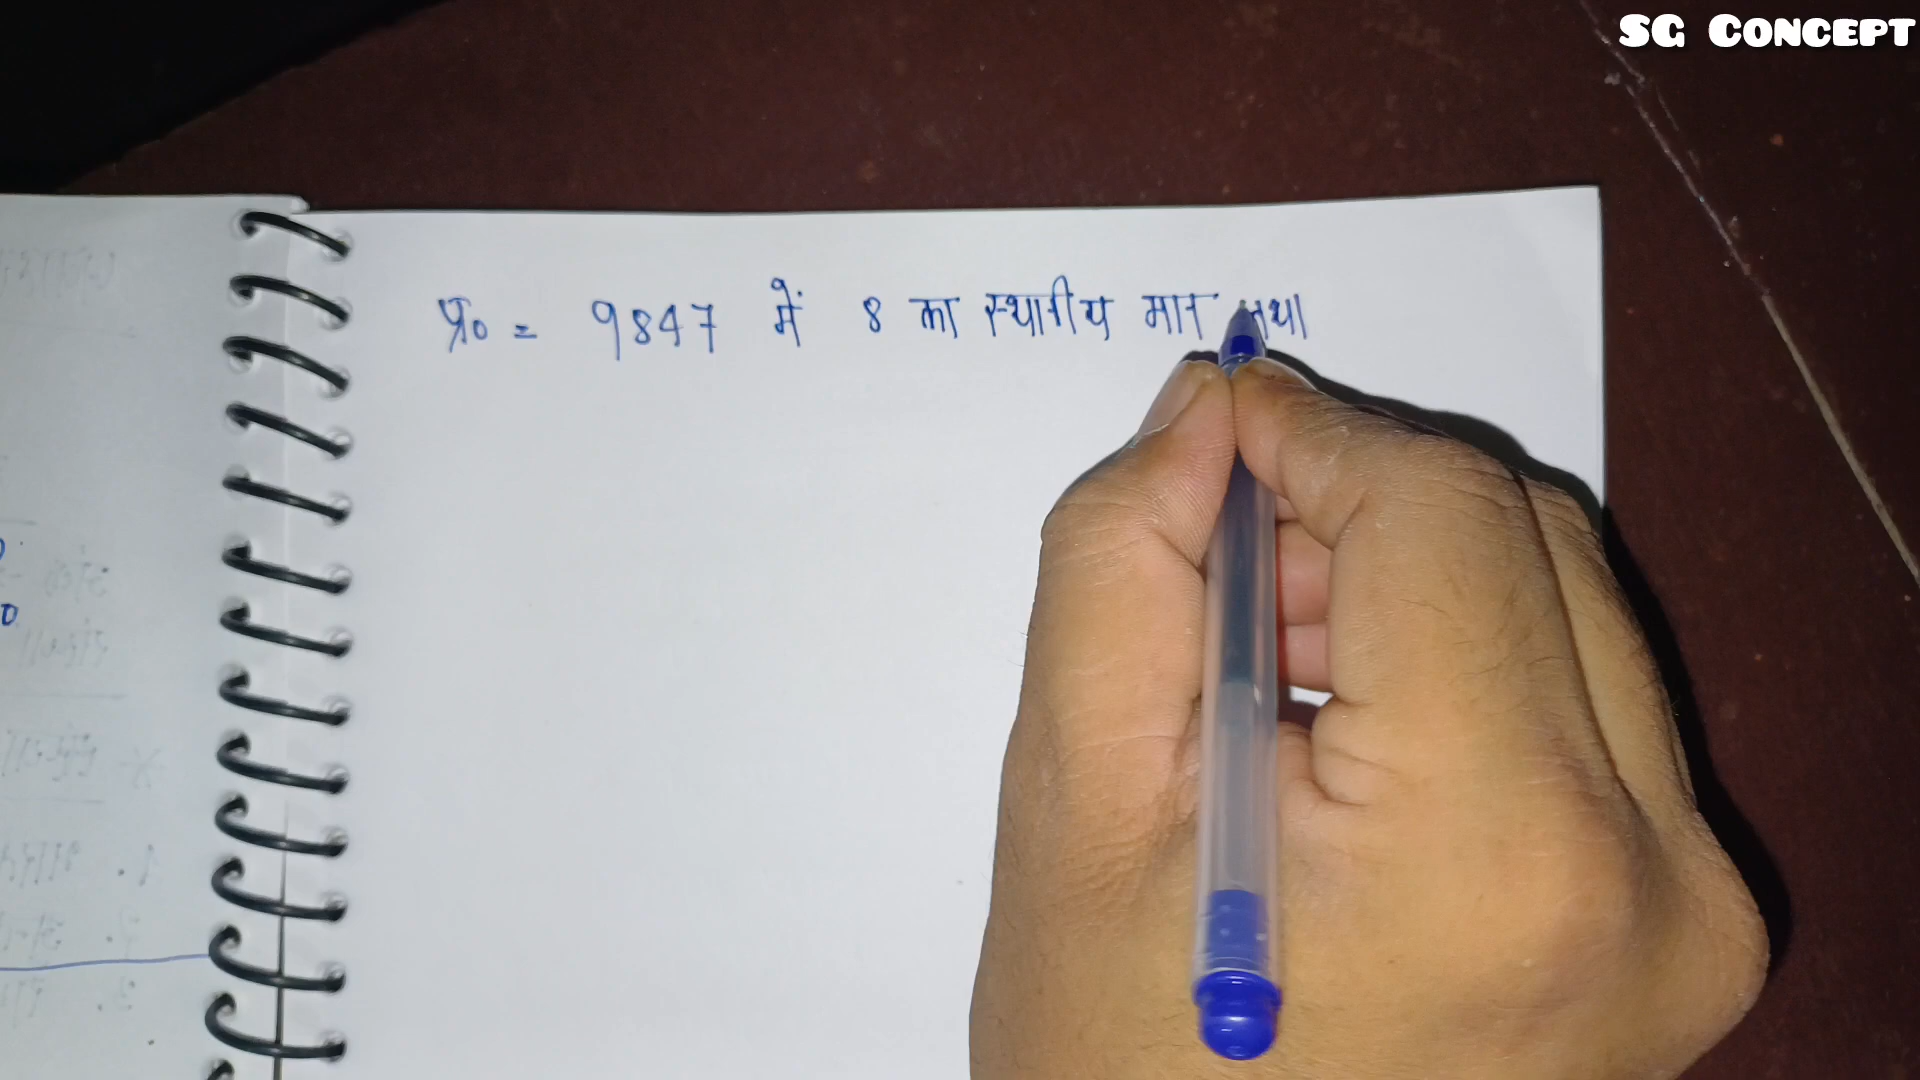 SG CONCEPT
प्र० = 9847 में 8 का स्थानीय मान तथा